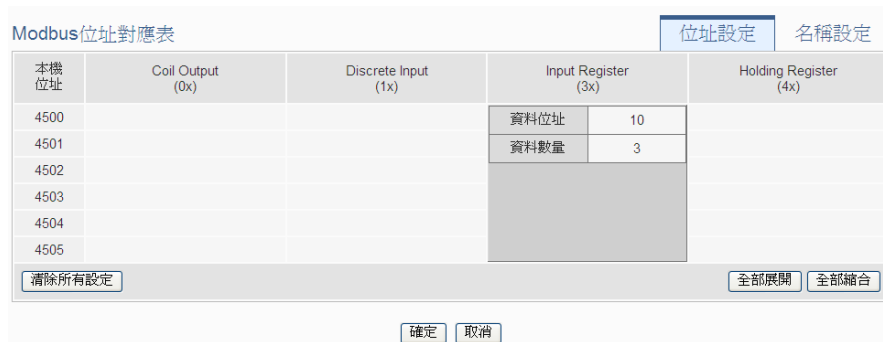 Modbus位址對應表 位址設定 名稱設定
本機位址 Coil Output (0x) Discrete Input (1x) Input Register (3x) Holding Register (4x)
4500 資料位址 10
4501 資料數量 3
4502
4503
4504
4505
清除所有設定 全部展開 全部縮合
確定 取消